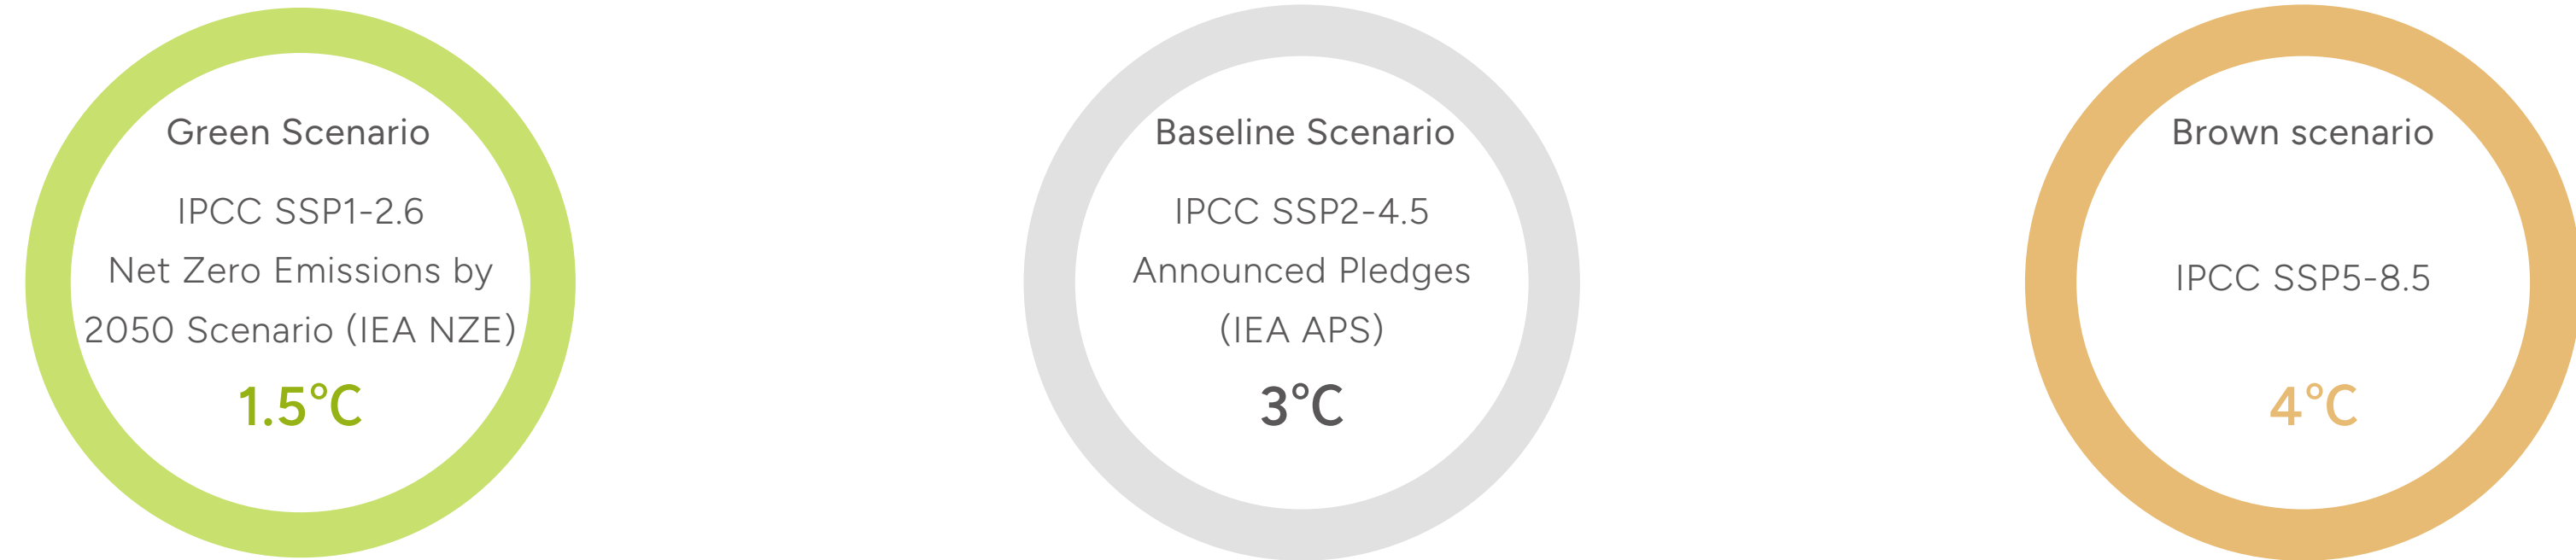 Green Scenario
IPCC SSP1-2.6
Net Zero Emissions by
2050 Scenario (IEA NZE)
1.5°C
Baseline Scenario
IPCC SSP2-4.5
Announced Pledges
(IEA APS)
3°C
Brown scenario
IPCC SSP5-8.5
4°C